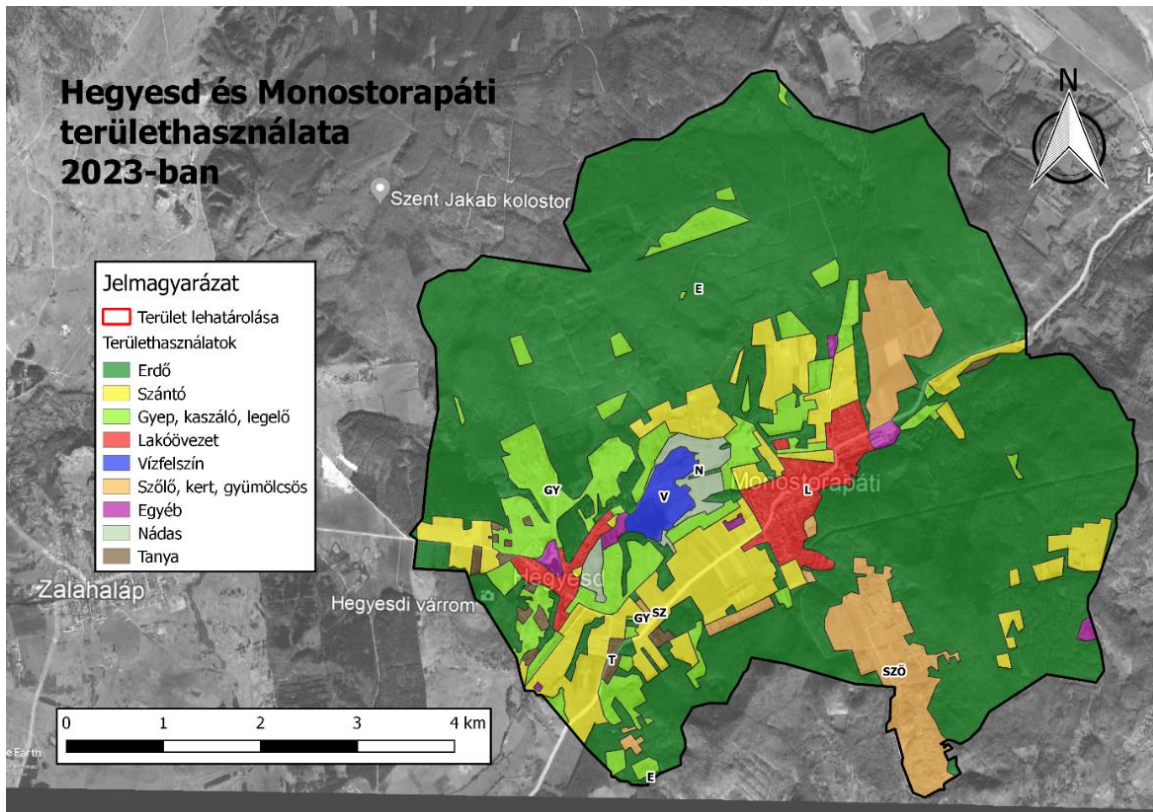 Hegyesd és Monostorapáti
területhasználata
2023-ban
N
K
Szent Jakab kolostor
Jelmagyarázat
Terület lehatárolása
Területhasználatok
Erdő
Szántó
Gyep, kaszáló, legelő
Lakóövezet
Vízfelszín
Szőlő, kert, gyümölcsös
Egyéb
Nádas
Tanya
E
GY
N
V
Monostorapáti
L
Hegyesd
Zalahaláp
Hegyesdi várrom
GY
SZ
T
SZÖ
E
0 1 2 3 4 km
e Earth